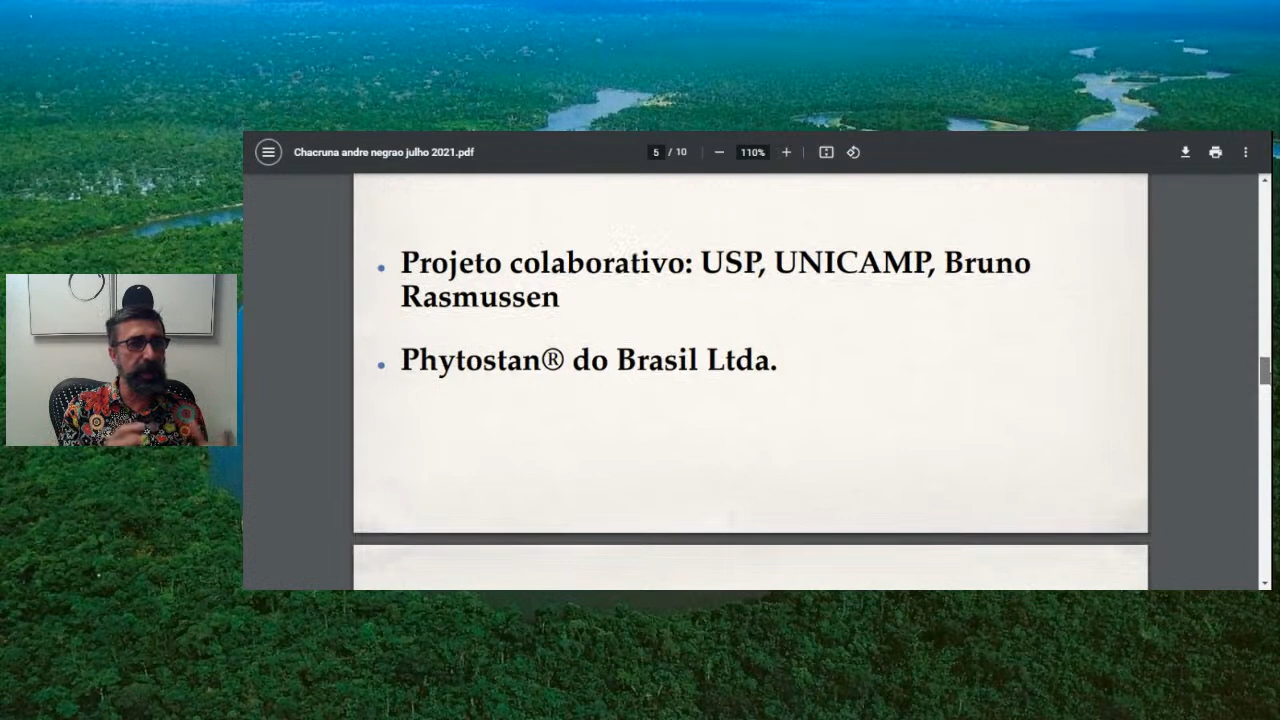 Chacruna andre negrao julho 2021.pdf
5 / 10
110%
Projeto colaborativo: USP, UNICAMP, Bruno
Rasmussen
Phytostan® do Brasil Ltda.